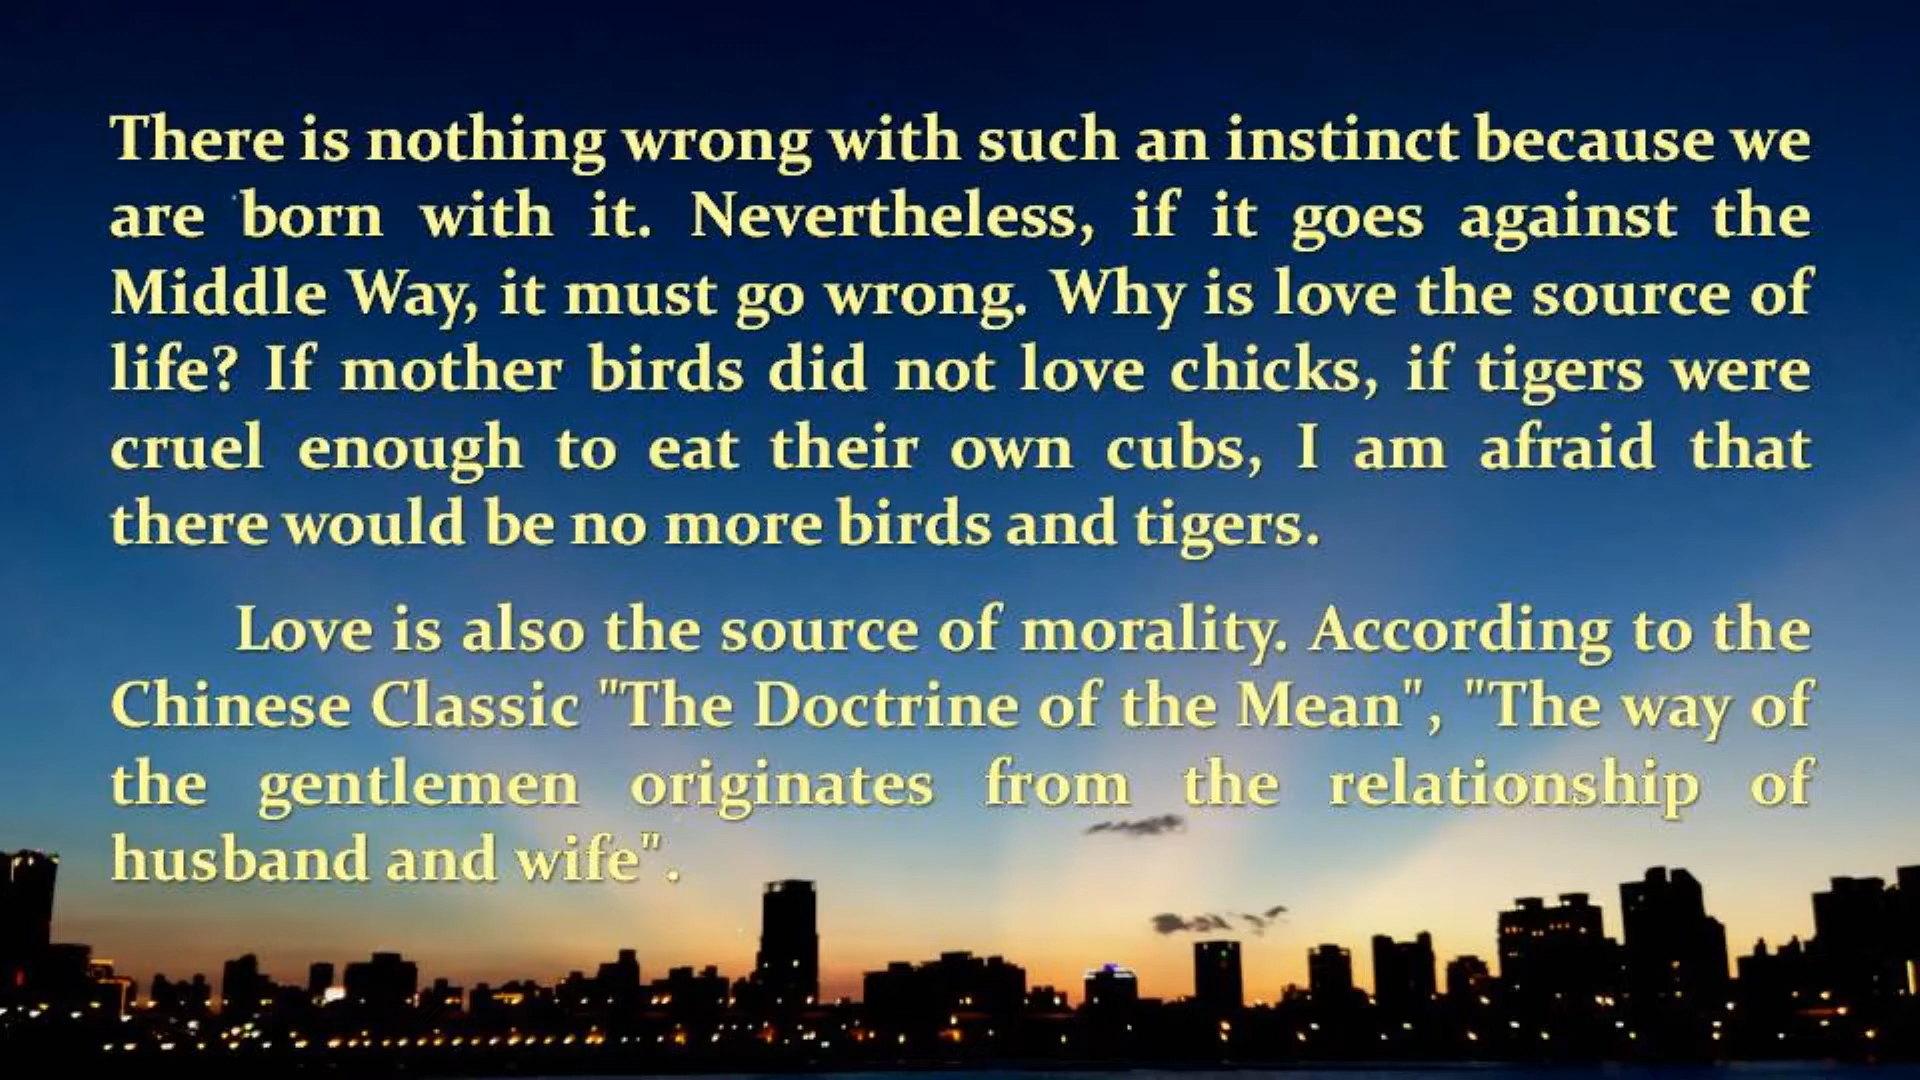 There is nothing wrong with such an instinct because we
are born with it. Nevertheless, if it goes against the
Middle Way, it must go wrong. Why is love the source of
life? If mother birds did not love chicks, if tigers were
cruel enough to eat their own cubs, I am afraid that
there would be no more birds and tigers.
Love is also the source of morality. According to the
Chinese Classic "The Doctrine of the Mean", "The way of
the gentlemen originates from the relationship of
husband and wife".